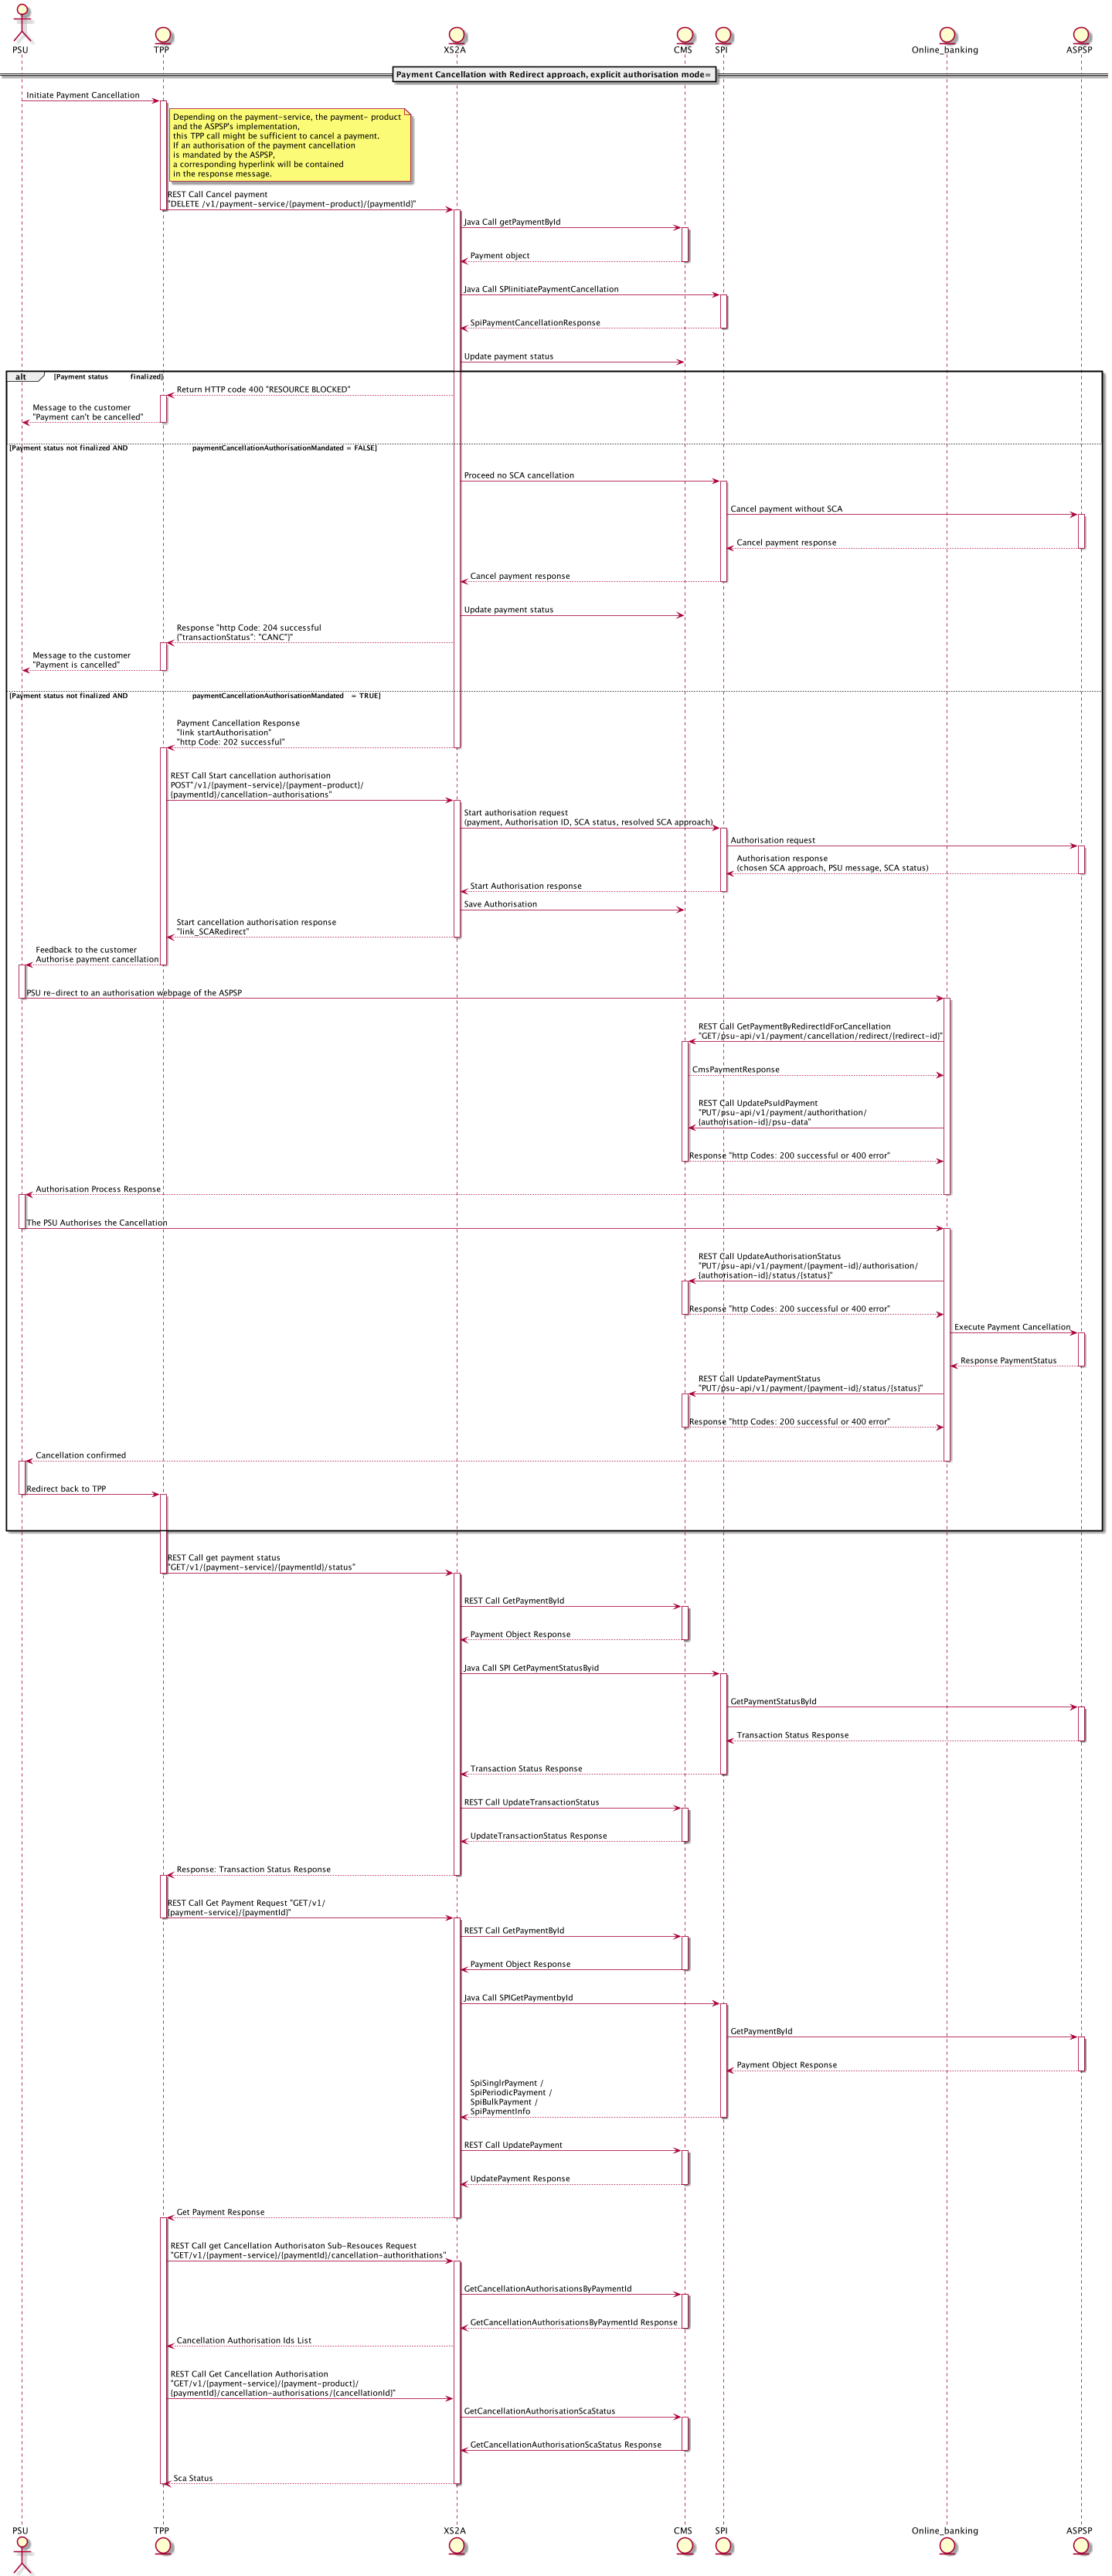 PSU
TPP
XS2A
CMS
SPI
Online_banking
ASPSP
Payment Cancellation with Redirect approach, explicit authorisation mode=
Initiate Payment Cancellation
Depending on the payment-service, the payment- product
and the ASPSP's implementation,
this TPP call might be sufficient to cancel a payment.
If an authorisation of the payment cancellation
is mandated by the ASPSP,
a corresponding hyperlink will be contained
in the response message.
REST Call Cancel payment
"DELETE /v1/payment-service/{payment-product}/{paymentId}"
Java Call getPaymentById
Payment object
Java Call SPIinitiatePaymentCancellation
SpiPaymentCancellationResponse
Update payment status
alt [Payment status finalized]
Return HTTP code 400 "RESOURCE BLOCKED"
Message to the customer
"Payment can't be cancelled"
[Payment status not finalized AND paymentCancellationAuthorisationMandated = FALSE]
Proceed no SCA cancellation
Cancel payment without SCA
Cancel payment response
Cancel payment response
Update payment status
Response "http Code: 204 successful
{"transactionStatus": "CANC"}"
Message to the customer
"Payment is cancelled"
[Payment status not finalized AND paymentCancellationAuthorisationMandated = TRUE]
Payment Cancellation Response
"link startAuthorisation"
"http Code: 202 successful"
REST Call Start cancellation authorisation
POST"/v1/{payment-service}/{payment-product}/
{paymentId}/cancellation-authorisations"
Start authorisation request
(payment, Authorisation ID, SCA status, resolved SCA approach)
Authorisation request
Authorisation response
(chosen SCA approach, PSU message, SCA status)
Start Authorisation response
Save Authorisation
Start cancellation authorisation response
"link_SCARedirect"
Feedback to the customer
Authorise payment cancellation
PSU re-direct to an authorisation webpage of the ASPSP
REST Call GetPaymentByRedirectIdForCancellation
"GET/psu-api/v1/payment/cancellation/redirect/{redirect-id}"
CmsPaymentResponse
REST Call UpdatePsuIdPayment
"PUT/psu-api/v1/payment/authorithation/
{authorisation-id}/psu-data"
Response "http Codes: 200 successful or 400 error"
Authorisation Process Response
The PSU Authorises the Cancellation
REST Call UpdateAuthorisationStatus
"PUT/psu-api/v1/payment/{payment-id}/authorisation/
{authorisation-id}/status/{status}"
Response "http Codes: 200 successful or 400 error"
Execute Payment Cancellation
Response PaymentStatus
REST Call UpdatePaymentStatus
"PUT/psu-api/v1/payment/{payment-id}/status/{status}"
Response "http Codes: 200 successful or 400 error"
Cancellation confirmed
Redirect back to TPP
REST Call get payment status
"GET/v1/{payment-service}/{paymentId}/status"
REST Call GetPaymentById
Payment Object Response
Java Call SPI GetPaymentStatusByid
GetPaymentStatusById
Transaction Status Response
Transaction Status Response
REST Call UpdateTransactionStatus
UpdateTransactionStatus Response
Response: Transaction Status Response
REST Call Get Payment Request "GET/v1/
{payment-service}/{paymentId}"
REST Call GetPaymentById
Payment Object Response
Java Call SPIGetPaymentbyId
GetPaymentById
Payment Object Response
SpiSinglrPayment /
SpiPeriodicPayment /
SpiBulkPayment /
SpiPaymentInfo
REST Call UpdatePayment
UpdatePayment Response
Get Payment Response
REST Call get Cancellation Authorisaton Sub-Resouces Request
"GET/v1/{payment-service}/{paymentId}/cancellation-authorithations"
GetCancellationAuthorisationsByPaymentId
GetCancellationAuthorisationsByPaymentId Response
Cancellation Authorisation Ids List
REST Call Get Cancellation Authorisation
"GET/v1/{payment-service}/{payment-product}/
{paymentId}/cancellation-authorisations/{cancellationId}"
GetCancellationAuthorisationScaStatus
GetCancellationAuthorisationScaStatus Response
Sca Status
PSU
TPP
XS2A
CMS
SPI
Online_banking
ASPSP